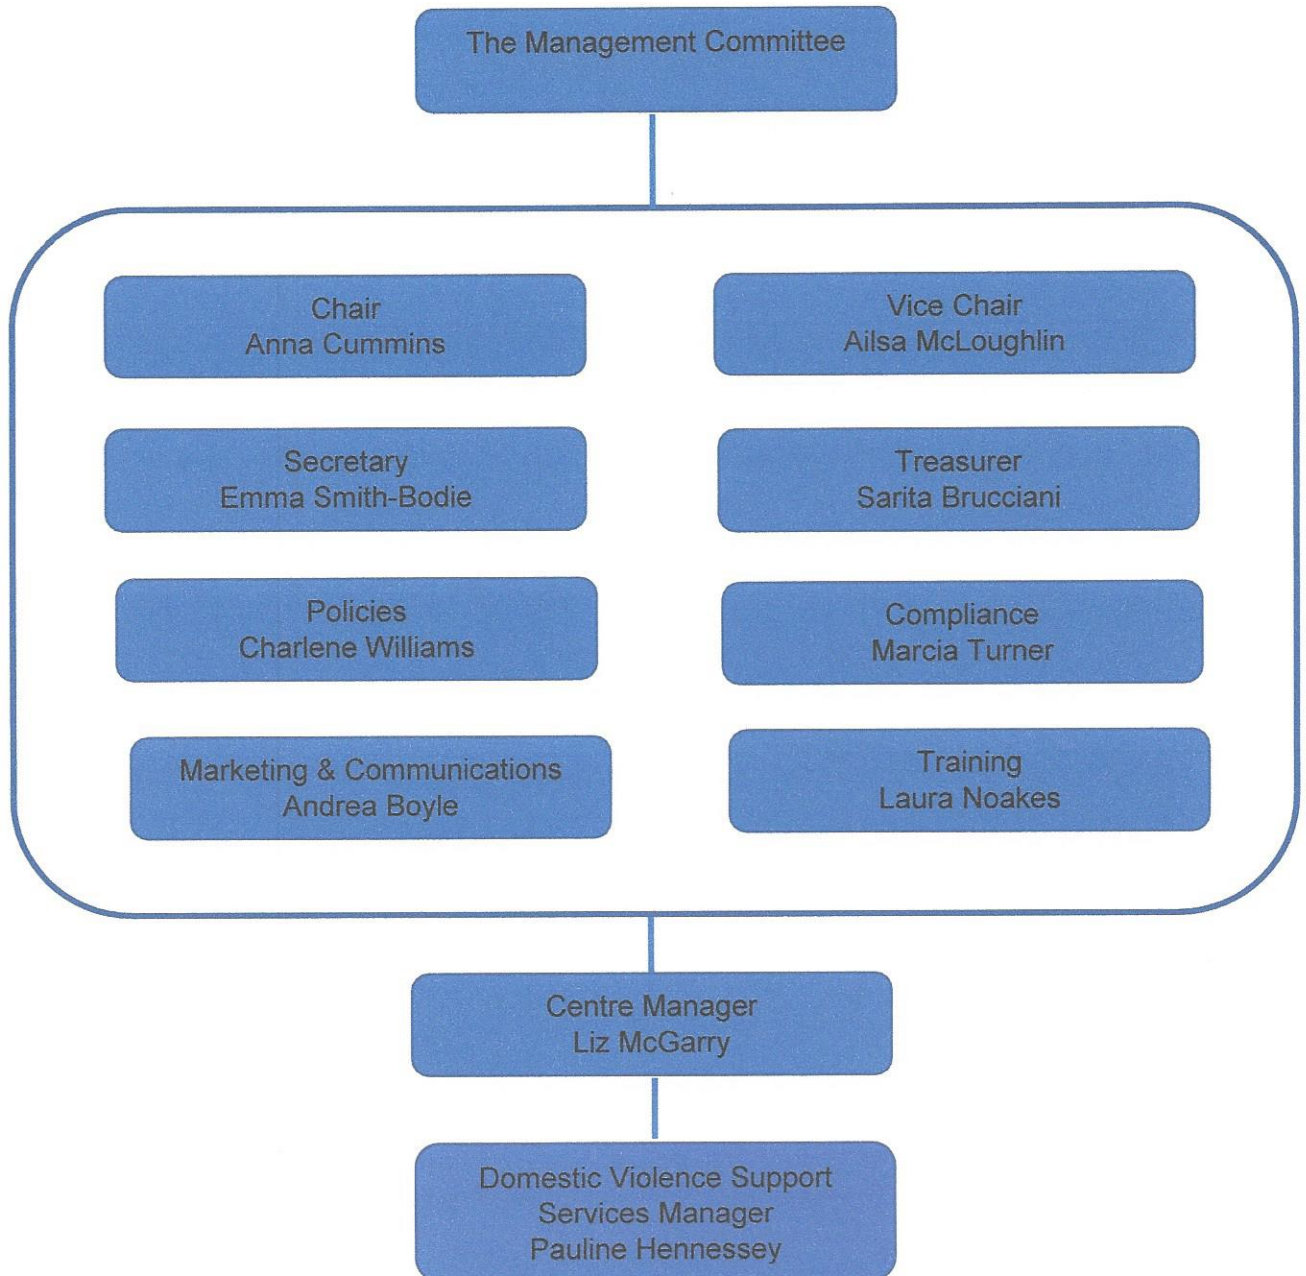 The Management Committee
Chair
Anna Cummins
Vice Chair
Ailsa McLoughlin
Secretary
Emma Smith-Bodie
Treasurer
Sarita Brucciani
Policies
Charlene Williams
Compliance
Marcia Turner
Marketing & Communications
Andrea Boyle
Training
Laura Noakes
Centre Manager
Liz McGarry
Domestic Violence Support
Services Manager
Pauline Hennessey